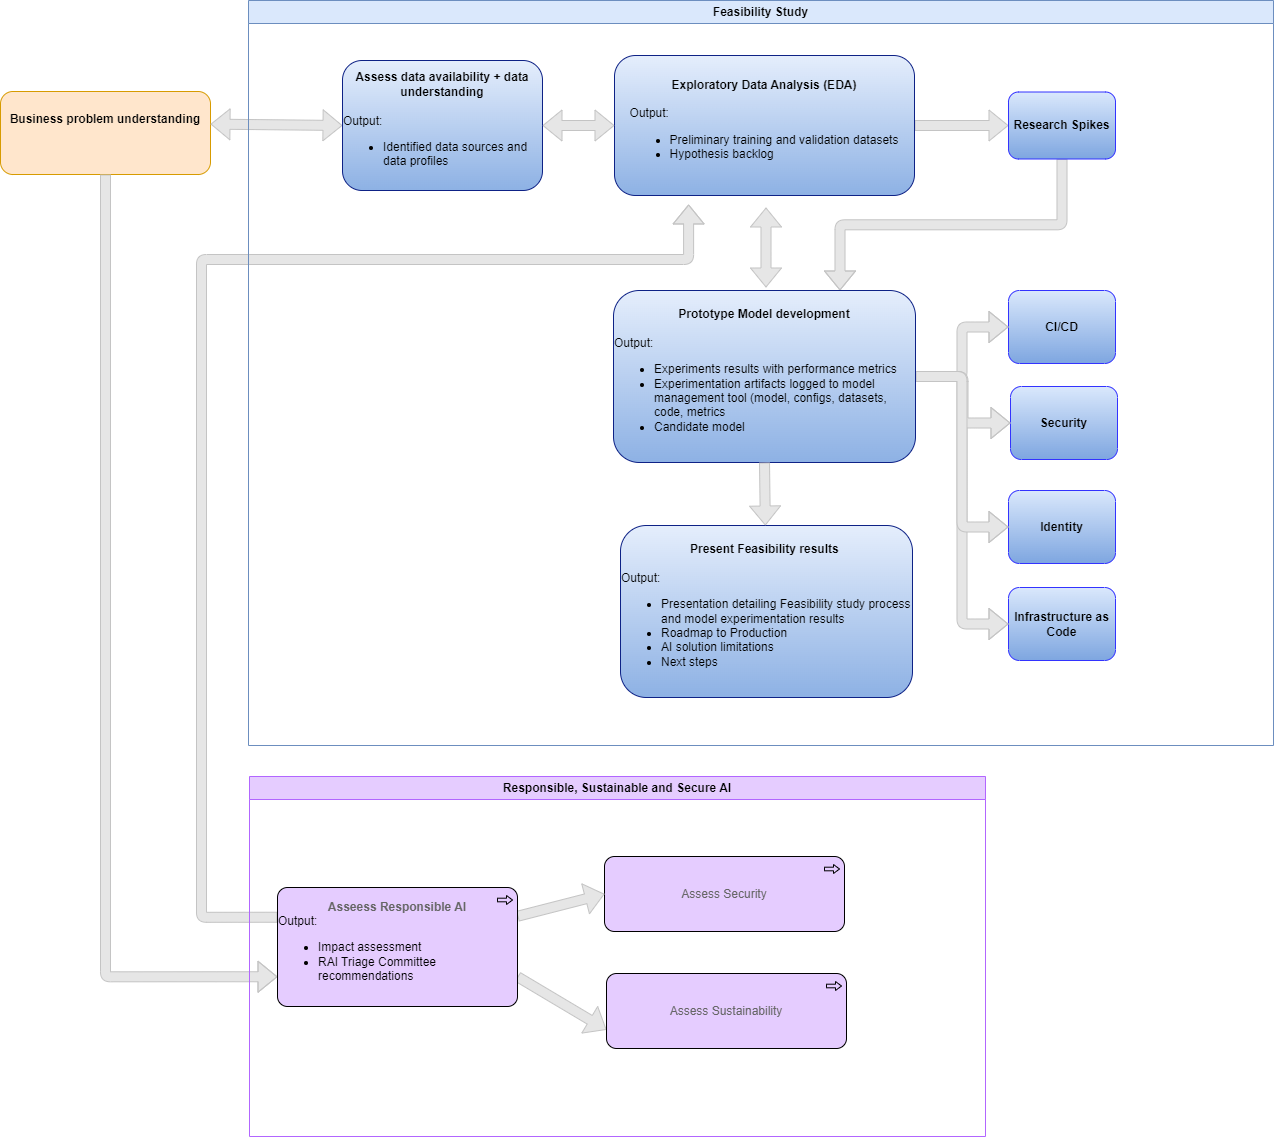 Feasibility Study
Business problem understanding
Assess data availability + data
understanding
Output:
Identified data sources and
data profiles
Exploratory Data Analysis (EDA)
Output:
Preliminary training and validation datasets
Hypothesis backlog
Research Spikes
Prototype Model development
Output:
Experiments results with performance metrics
Experimentation artifacts logged to model
management tool (model, configs, datasets,
code, metrics
Candidate model
CI/CD
Security
Identity
Infrastructure as
Code
Present Feasibility results
Output:
Presentation detailing Feasibility study process
and model experimentation results
Roadmap to Production
AI solution limitations
Next steps
Responsible, Sustainable and Secure AI
Asseess Responsible AI
Output:
Impact assessment
RAI Triage Committee
recommendations
Assess Security
Assess Sustainability